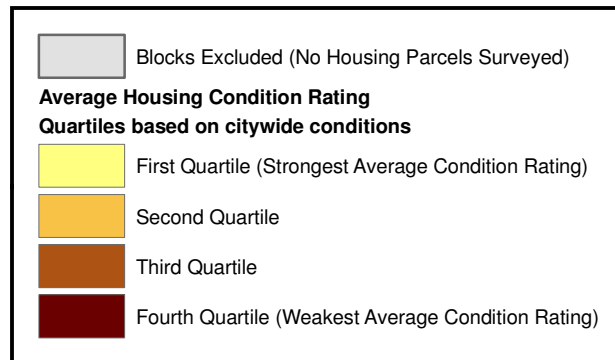 Blocks Excluded (No Housing Parcels Surveyed)
Average Housing Condition Rating
Quartiles based on citywide conditions
First Quartile (Strongest Average Condition Rating)
Second Quartile
Third Quartile
Fourth Quartile (Weakest Average Condition Rating)